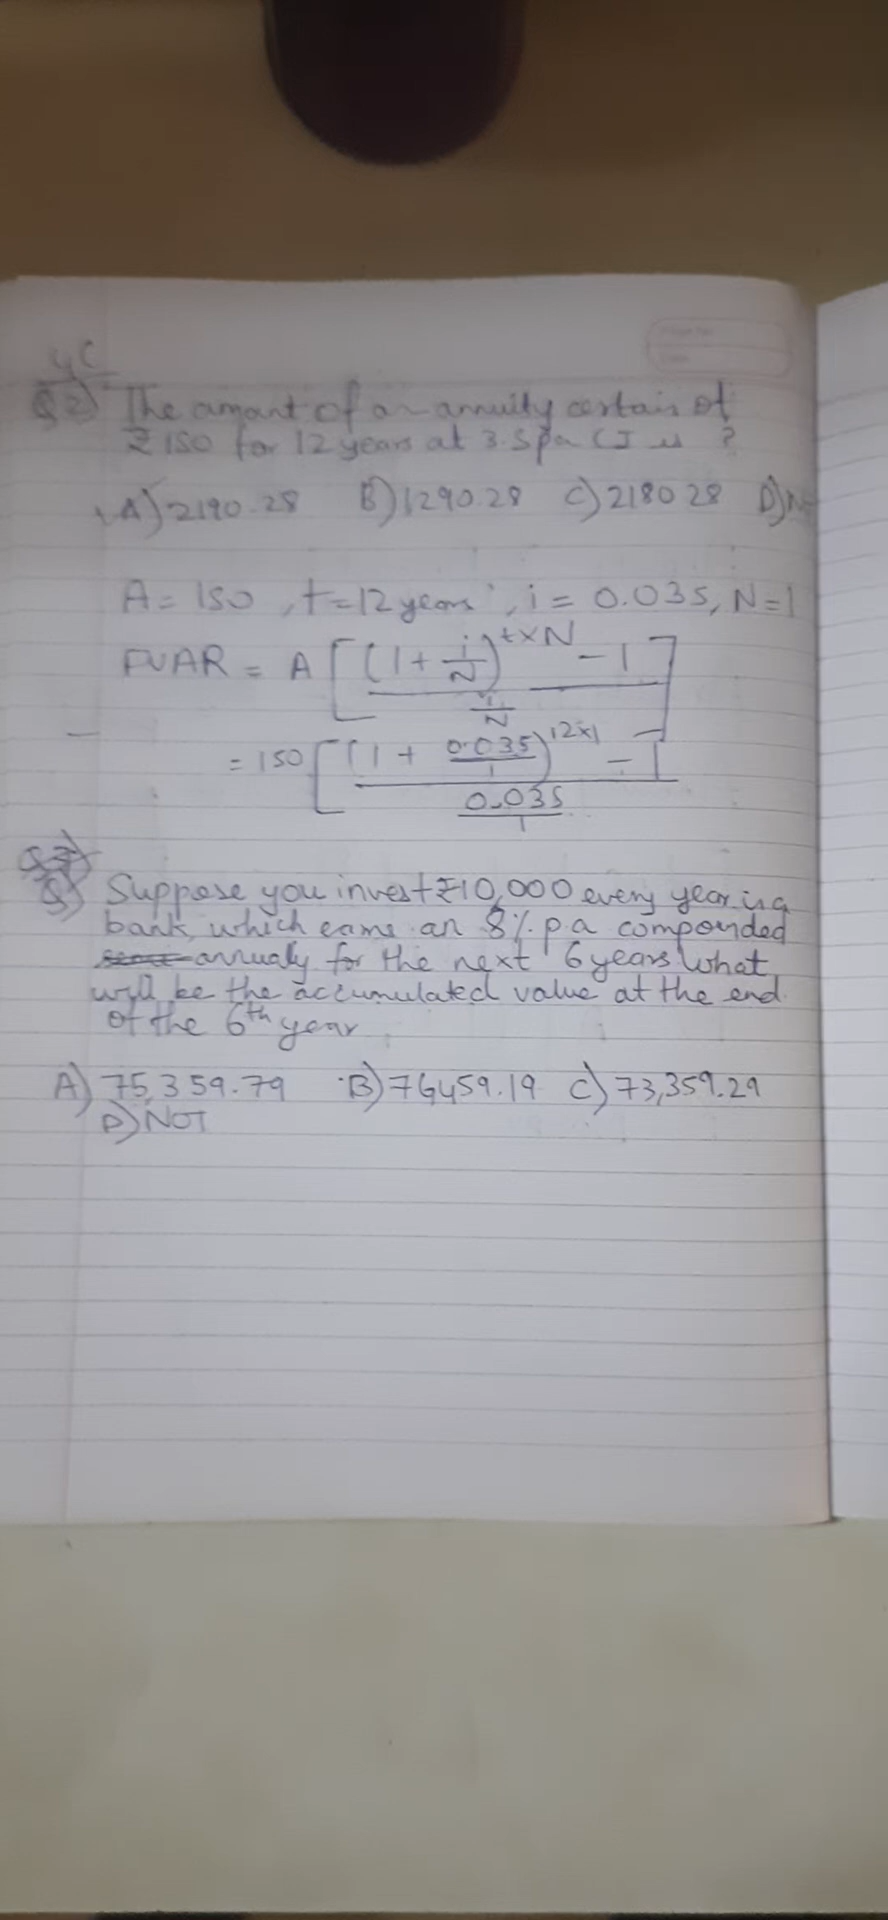 YC
Q2) The amount of an annuity certain of
₹150 for 12 years at 3.5 pa CI is ?
A) 2190.28 B) 1290.28 C) 2180 28 D) N
A = 150 , t = 12 years , i = 0.035, N = 1
FVAR = A [ (1 + i/N)^t×N - 1 / i/N ]
= 150 [ (1 + 0.035/1)^12×1 - 1 / 0.035/1
Q) Suppose you invest ₹10,000 every year in a
bank, which earns an 8% p.a compounded
annualy for the next 6 years what
will be the accumulated value at the end
of the 6th year
A) 75,359.79 B) 76459.19 C) 73,359.29
D) NOT